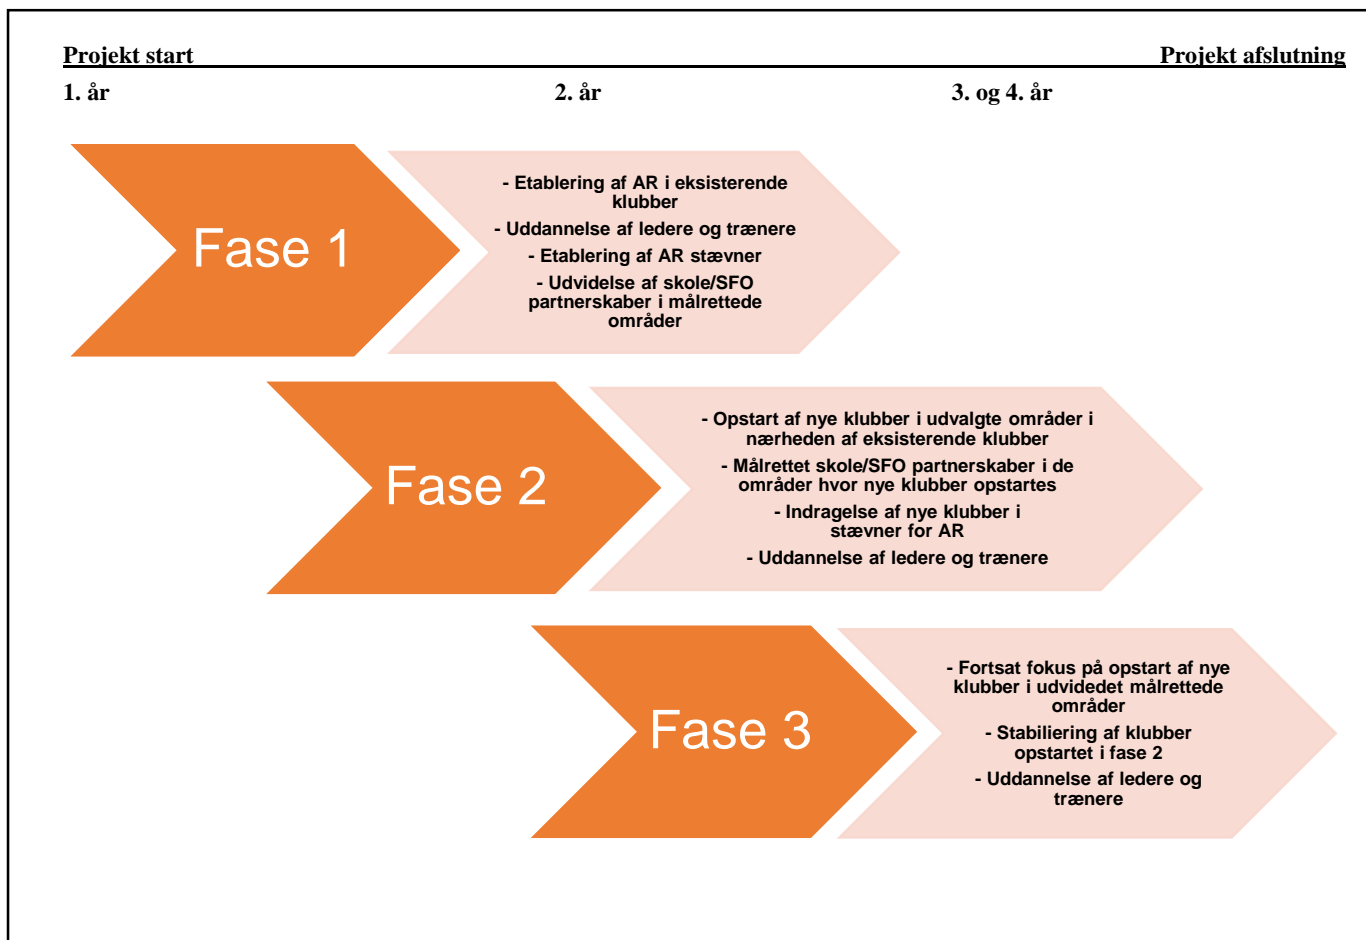 Projekt start Projekt afslutning
1. år 2. år 3. og 4. år
Fase 1
- Etablering af AR i eksisterende
klubber
- Uddannelse af ledere og trænere
- Etablering af AR stævner
- Udvidelse af skole/SFO
partnerskaber i målrettede
områder
Fase 2
- Opstart af nye klubber i udvalgte områder i
nærheden af eksisterende klubber
- Målrettet skole/SFO partnerskaber i de
områder hvor nye klubber opstartes
- Indragelse af nye klubber i
stævner for AR
- Uddannelse af ledere og trænere
Fase 3
- Fortsat fokus på opstart af nye
klubber i udvidedet målrettede
områder
- Stabiliering af klubber
opstartet i fase 2
- Uddannelse af ledere og
trænere